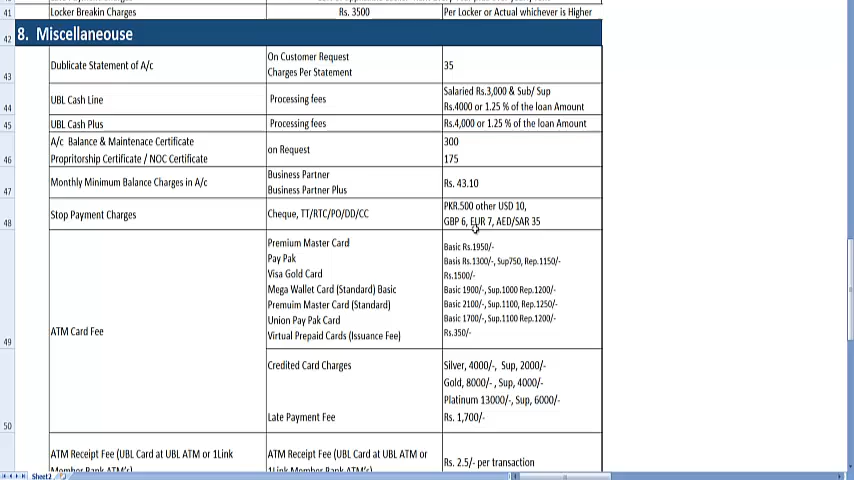 41 Locker Breakin Charges Rs. 3500 Per Locker or Actual whichever is Higher
42 8. Miscellaneouse
43 Dublicate Statement of A/c On Customer Request Charges Per Statement 35
44 UBL Cash Line Processing fees Salaried Rs.3,000 & Sub/ Sup Rs.4000 or 1.25 % of the loan Amount
45 UBL Cash Plus Processing fees Rs.4,000 or 1.25 % of the loan Amount
A/c Balance & Maintenace Certificate on Request 300
46 Propritorship Certificate / NOC Certificate 175
47 Monthly Minimum Balance Charges in A/c Business Partner Business Partner Plus Rs. 43.10
48 Stop Payment Charges Cheque, TT/RTC/PO/DD/CC PKR.500 other USD 10, GBP 6, EUR 7, AED/SAR 35
49 ATM Card Fee
Premium Master Card Basic Rs.1950/-
Pay Pak Basis Rs.1300/-, Sup750, Rep.1150/-
Visa Gold Card Rs.1500/-
Mega Wallet Card (Standard) Basic Basic 1900/-, Sup.1000 Rep.1200/-
Premuim Master Card (Standard) Basic 2100/-, Sup.1100, Rep.1250/-
Union Pay Pak Card Basic 1700/-, Sup.1100 Rep.1200/-
Virtual Prepaid Cards (Issuance Fee) Rs.350/-
50 Credited Card Charges Silver, 4000/-, Sup, 2000/-
Gold, 8000/- , Sup, 4000/-
Platinum 13000/-, Sup, 6000/-
Late Payment Fee Rs. 1,700/-
ATM Receipt Fee (UBL Card at UBL ATM or 1Link ATM Receipt Fee (UBL Card at UBL ATM or Rs. 2.5/- per transaction
Sheet2